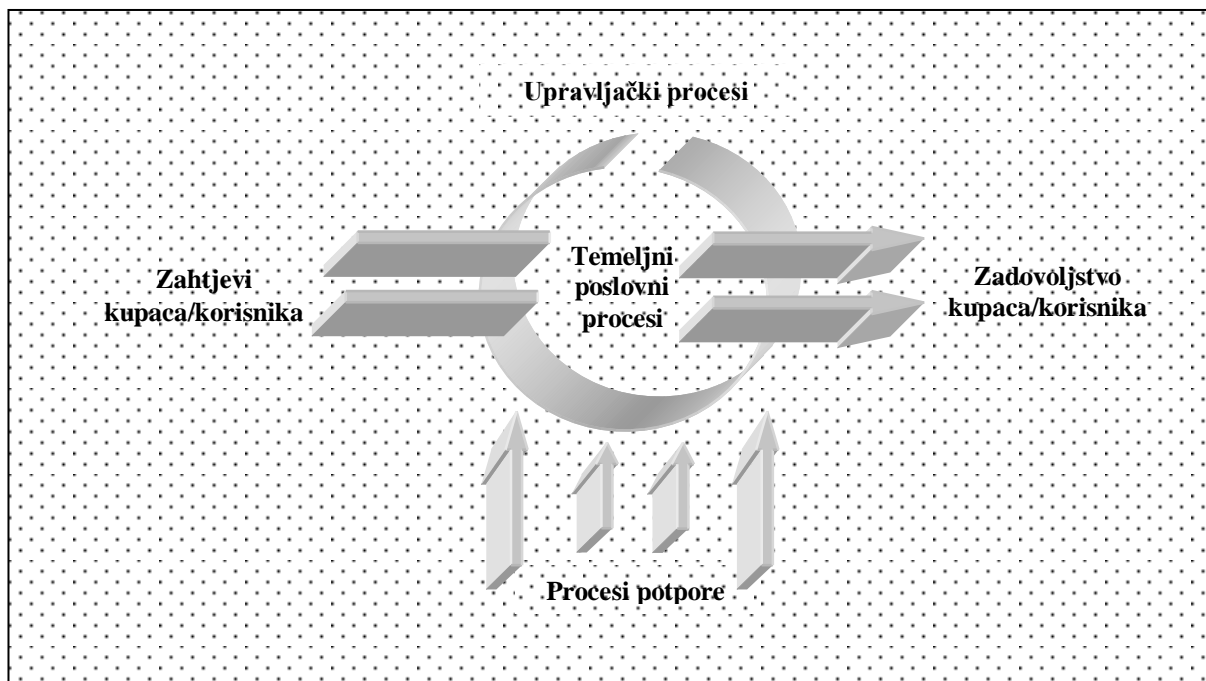 Upravljački procesi
Zahtjevi
kupaca/korisnika
Temeljni
poslovni
procesi
Zadovoljstvo
kupaca/korisnika
Procesi potpore